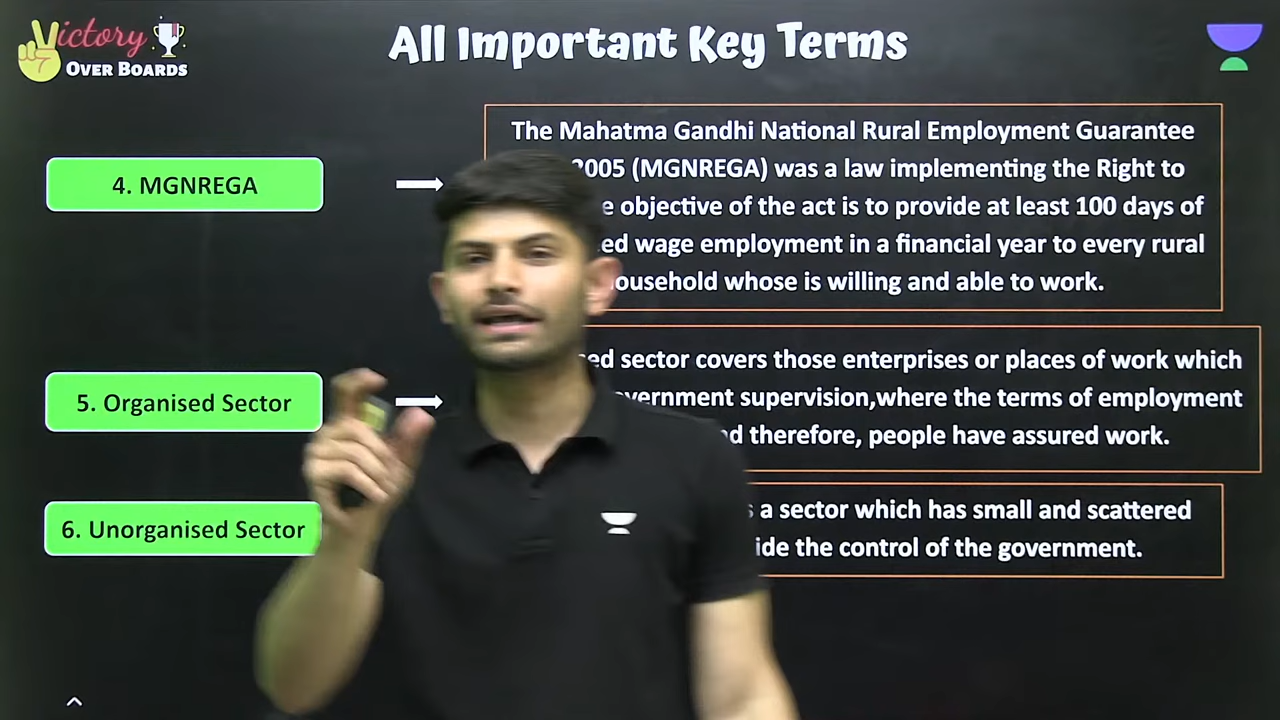 Victory
OVER BOARDS
All Important Key Terms
4. MGNREGA
The Mahatma Gandhi National Rural Employment Guarantee
2005 (MGNREGA) was a law implementing the Right to
objective of the act is to provide at least 100 days of
wage employment in a financial year to every rural
whose is willing and able to work.
5. Organised Sector
sector covers those enterprises or places of work which
supervision,where the terms of employment
therefore, people have assured work.
6. Unorganised Sector
a sector which has small and scattered
the control of the government.